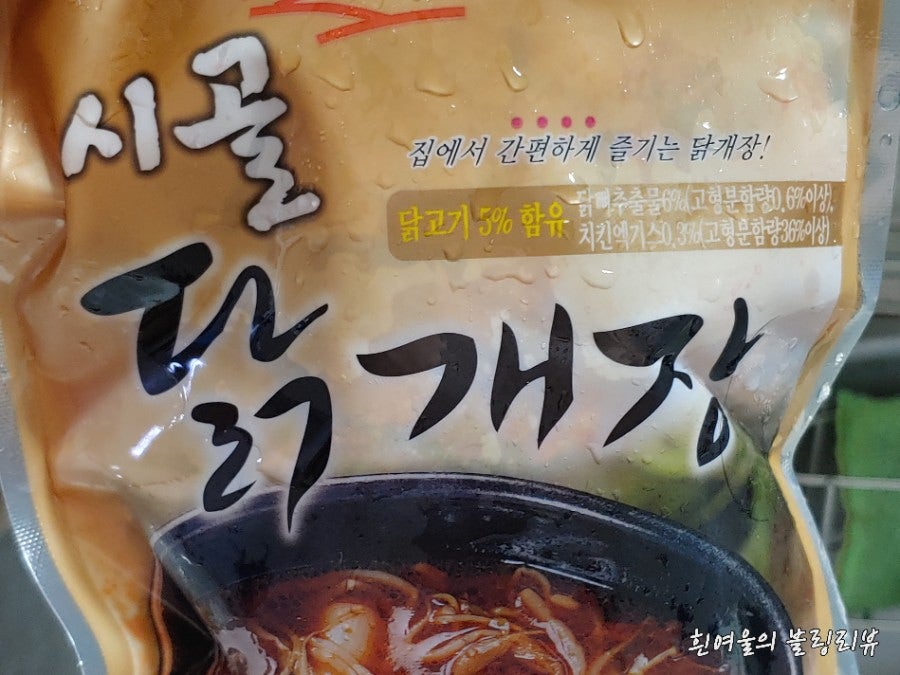 시골
집에서 간편하게 즐기는 닭개장!
닭고기 5% 함유
닭뼈추출물6%(고형분함량0.6%이상),
치킨엑기스0.3%(고형분함량36%이상)
닭개장
흰여울의 블링리뷰